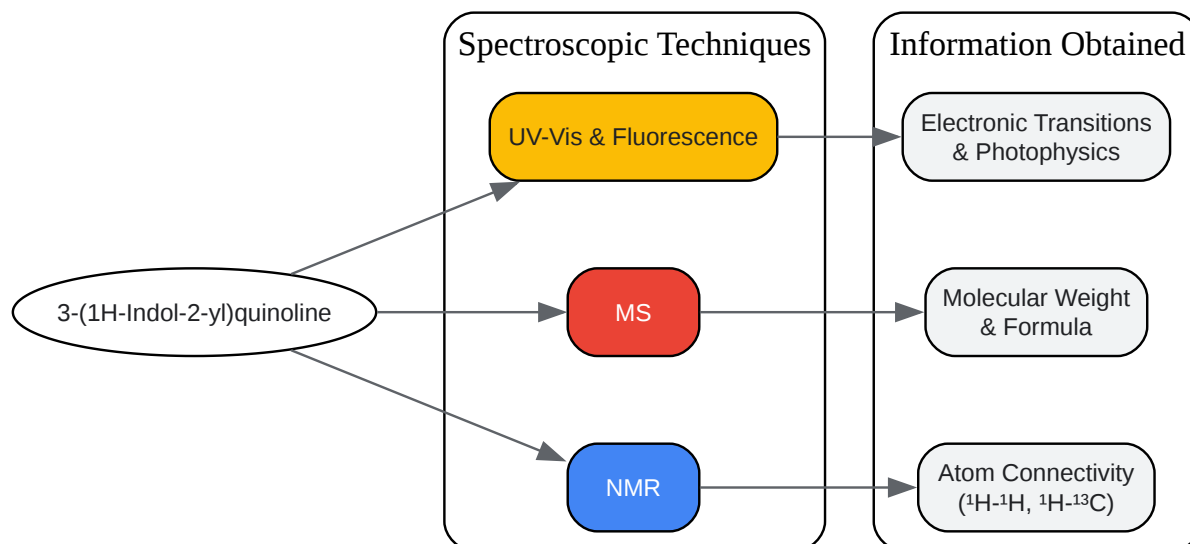 Spectroscopic Techniques
Information Obtained
UV-Vis & Fluorescence
Electronic Transitions
& Photophysics
3-(1H-Indol-2-yl)quinoline
MS
Molecular Weight
& Formula
NMR
Atom Connectivity
(¹H-¹H, ¹H-¹³C)